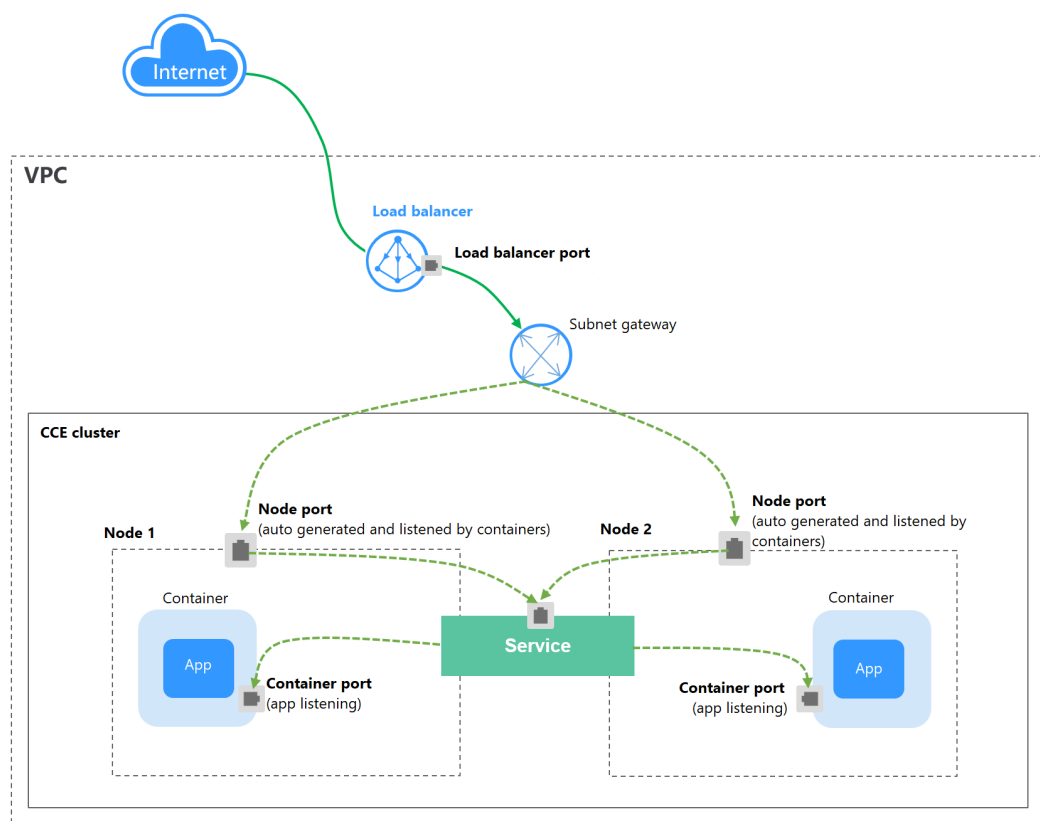 Internet
VPC
Load balancer
Load balancer port
Subnet gateway
CCE cluster
Node 1
Node port
(auto generated and listened by containers)
Node 2
Node port
(auto generated and listened by
containers)
Container
App
Container port
(app listening)
Service
Container
App
Container port
(app listening)